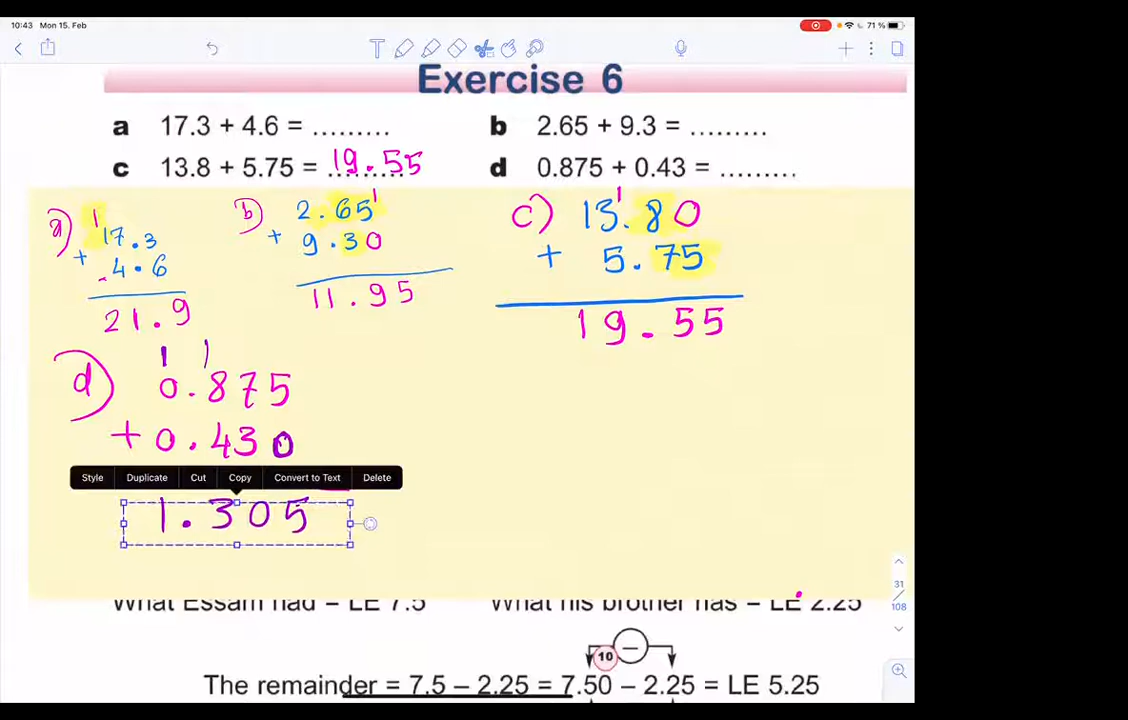 10:43 Mon 15. Feb
71 %
T
Exercise 6
a 17.3 + 4.6 = .........
b 2.65 + 9.3 = .........
c 13.8 + 5.75 = 19.55
d 0.875 + 0.43 = .........
a)
1
17.3
+ 4.6
21.9
b)
1
2.65
+ 9.30
11.95
c)
1
13.80
+ 5.75
19.55
d)
1 1
0.875
+0.430
Style Duplicate Cut Copy Convert to Text Delete
1.305
31
108
What Essam had = LE 7.5
What his brother has = LE 2.25
10 −
The remainder = 7.5 – 2.25 = 7.50 – 2.25 = LE 5.25